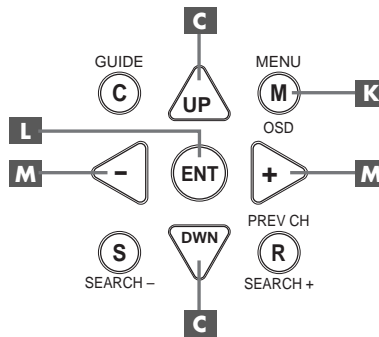 C
GUIDE
MENU
C
UP
M
K
OSD
L
M
-
ENT
+
M
PREV CH
S
DWN
R
SEARCH –
SEARCH +
C